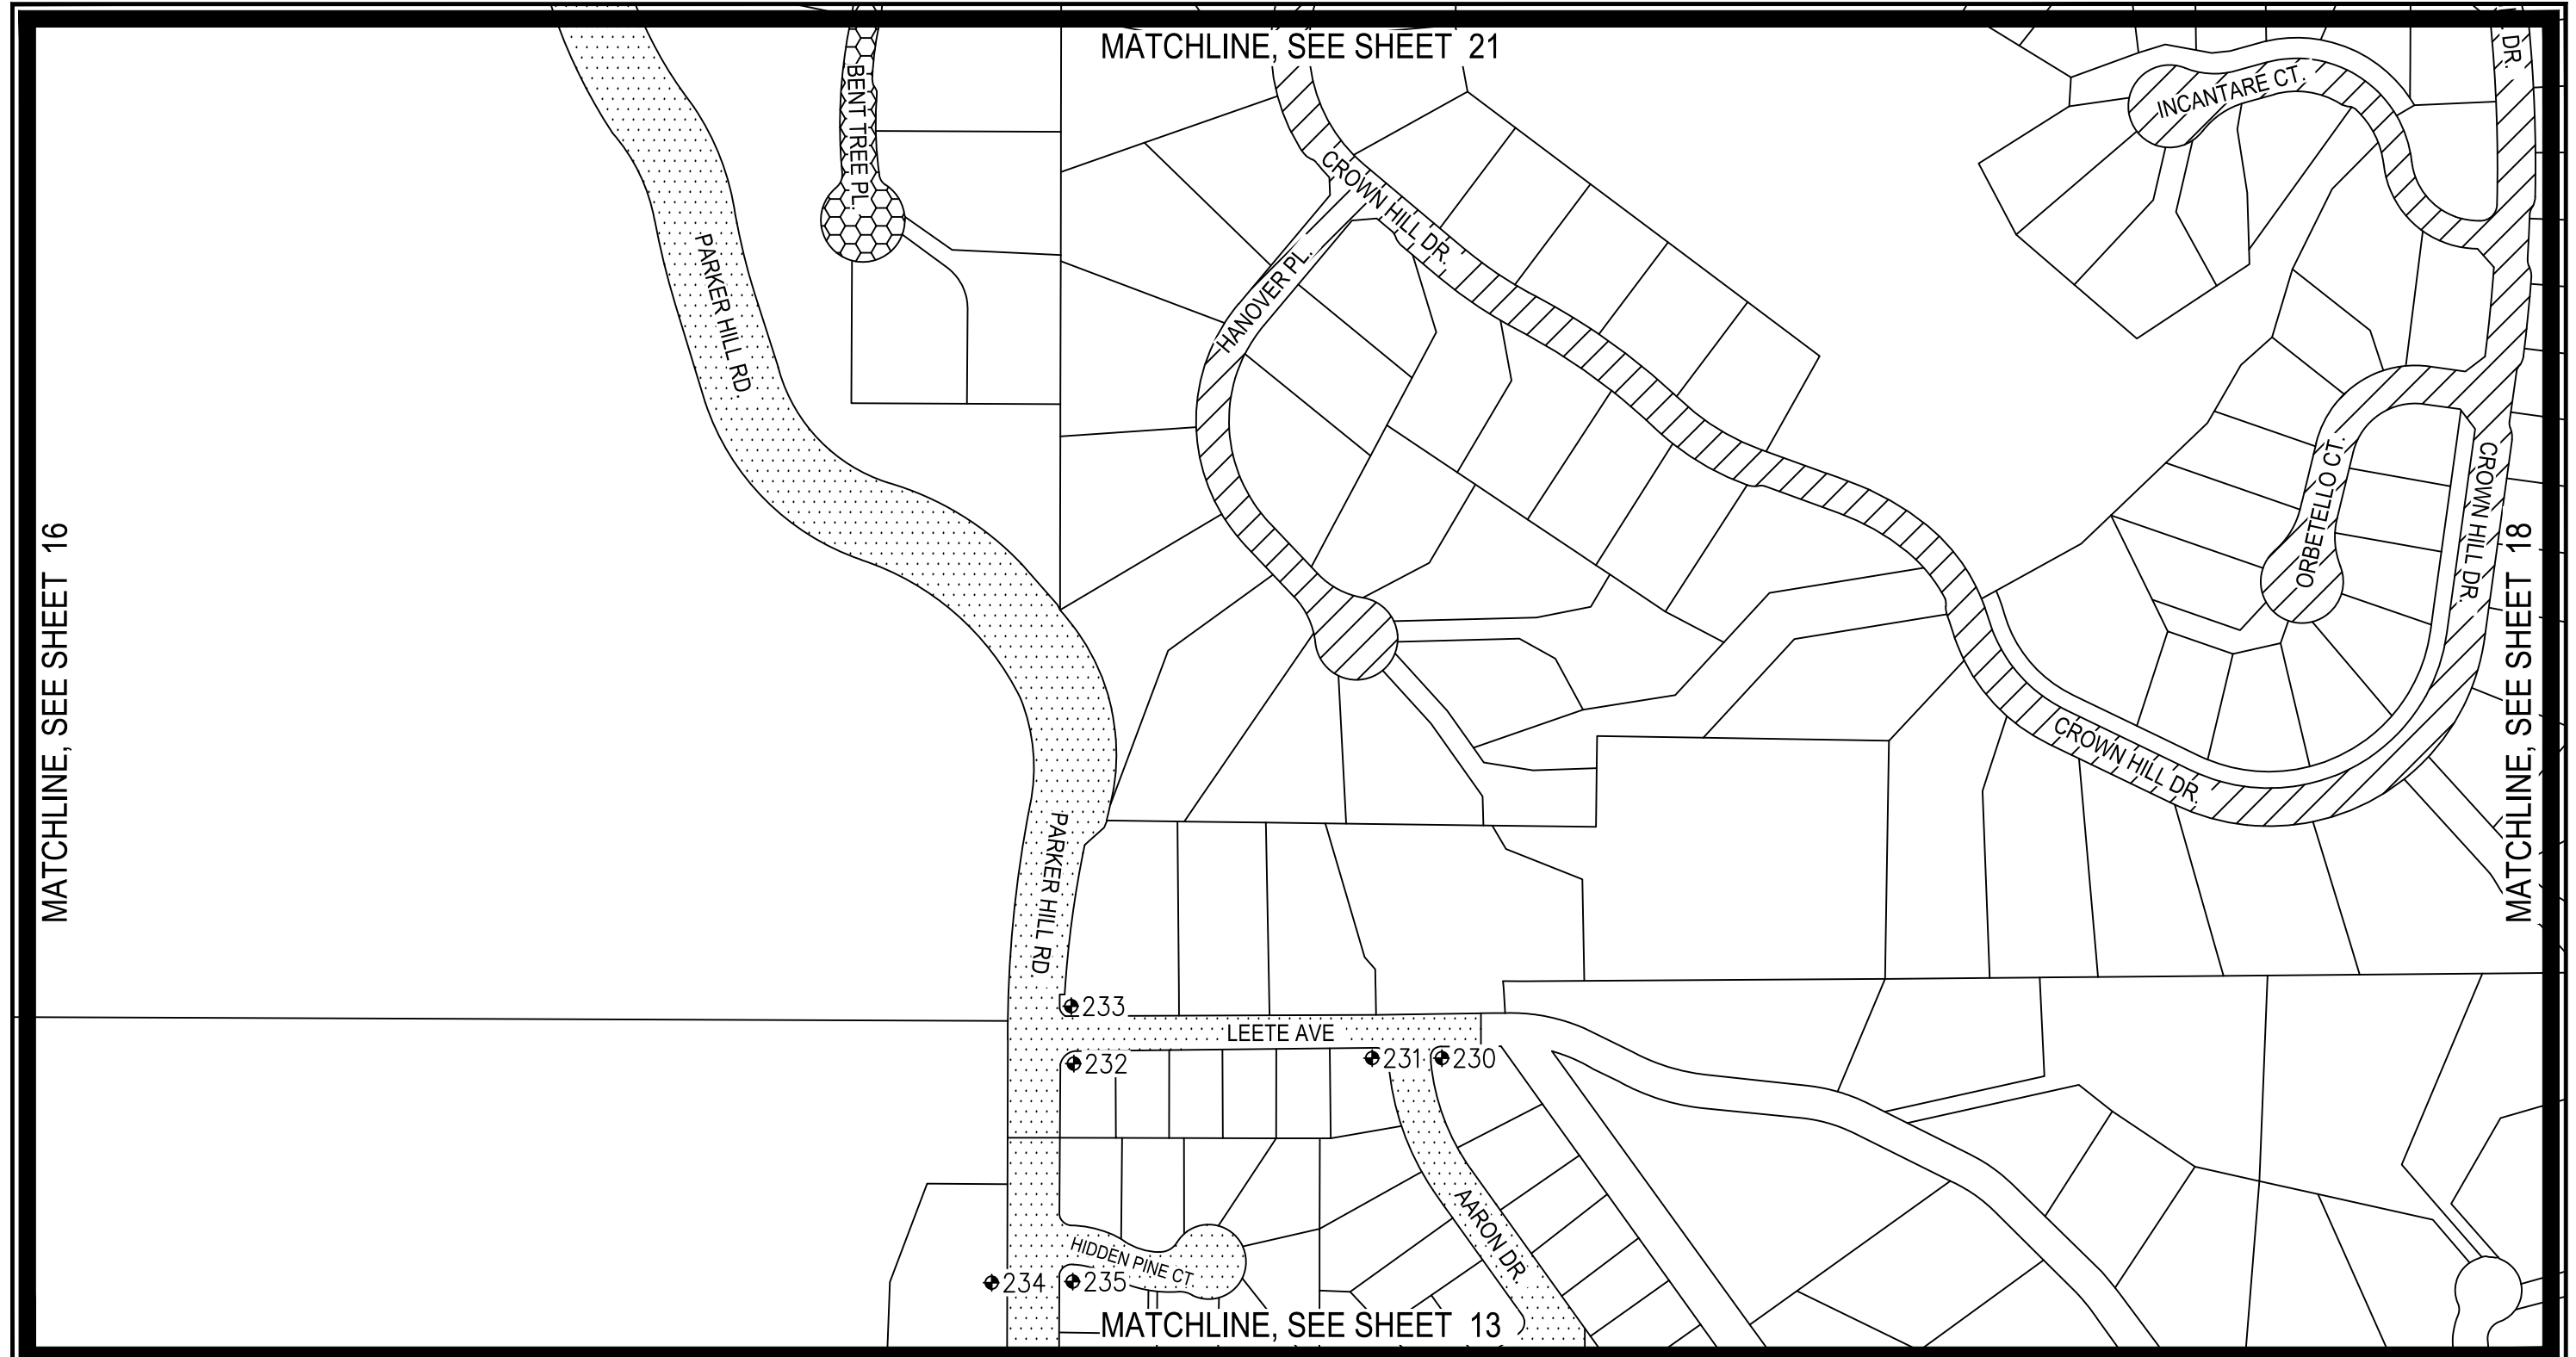 MATCHLINE, SEE SHEET 21
DR.
BENT TREE PL.
INCANTARE CT.
CROWN HILL DR.
PARKER HILL RD.
HANOVER PL.
ORBETELLO CT.
CROWN HILL DR.
MATCHLINE, SEE SHEET 16
MATCHLINE, SEE SHEET 18
CROWN HILL DR.
PARKER HILL RD
233
LEETE AVE
232
231
230
AARON DR.
HIDDEN PINE CT
234
235
MATCHLINE, SEE SHEET 13